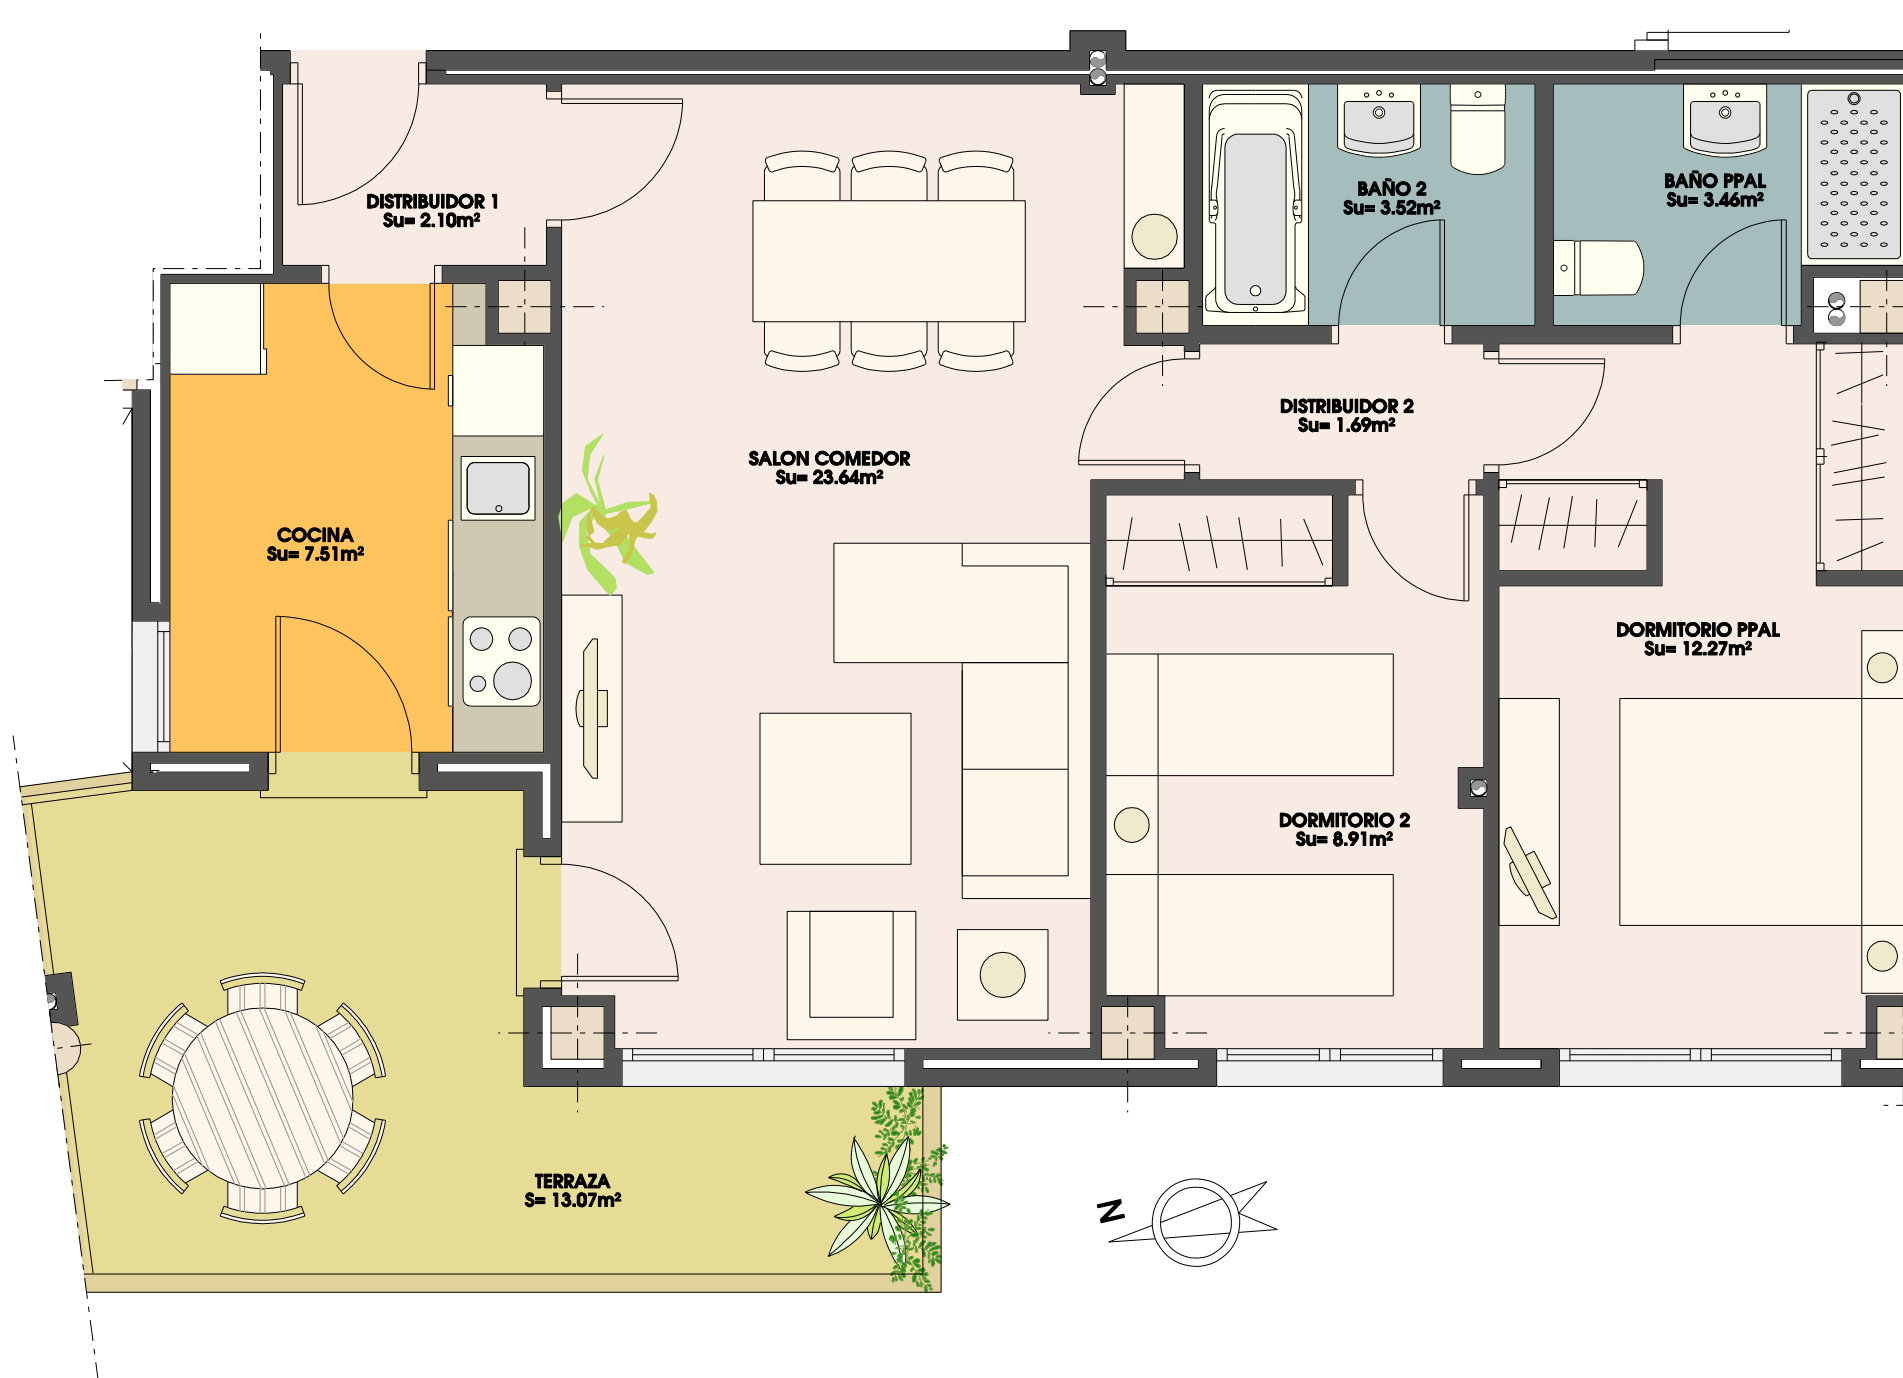 DISTRIBUIDOR 1
Su= 2.10m²
BAÑO 2
Su= 3.52m²
BAÑO PPAL
Su= 3.46m²
DISTRIBUIDOR 2
Su= 1.69m²
SALON COMEDOR
Su= 23.64m²
COCINA
Su= 7.51m²
DORMITORIO PPAL
Su= 12.27m²
DORMITORIO 2
Su= 8.91m²
TERRAZA
S= 13.07m²
N